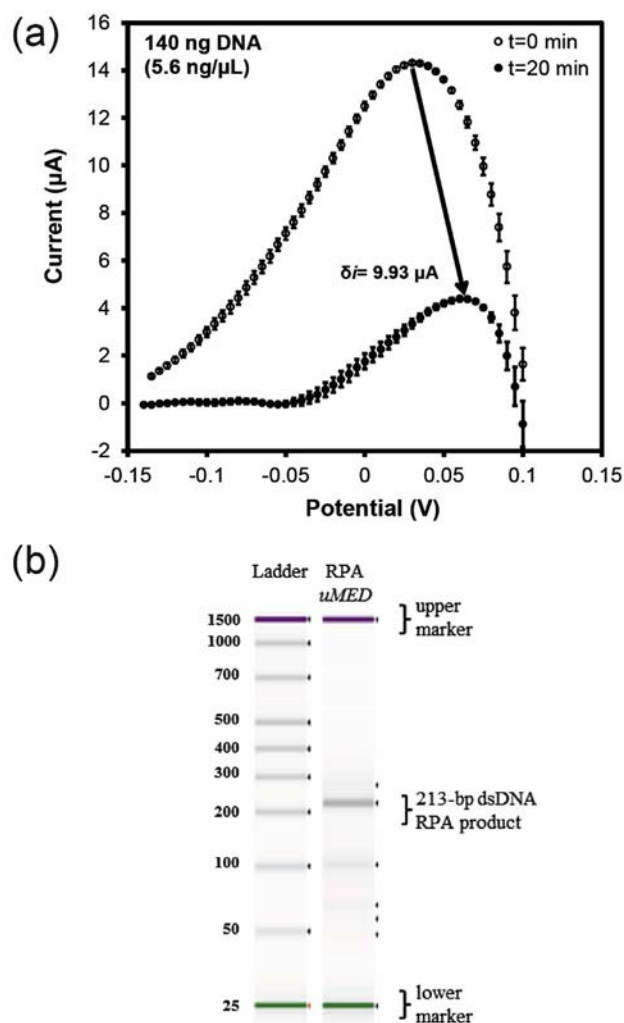 (a)
140 ng DNA
(5.6 ng/µL)
t=0 min
t=20 min
δi= 9.93 µA
Current (µA)
16
14
12
10
8
6
4
2
0
-2
-0.15 -0.1 -0.05 0 0.05 0.1 0.15
Potential (V)
(b)
Ladder RPA
uMED
upper
marker
1500
1000
700
500
400
300
200
100
50
25
213-bp dsDNA
RPA product
lower
marker